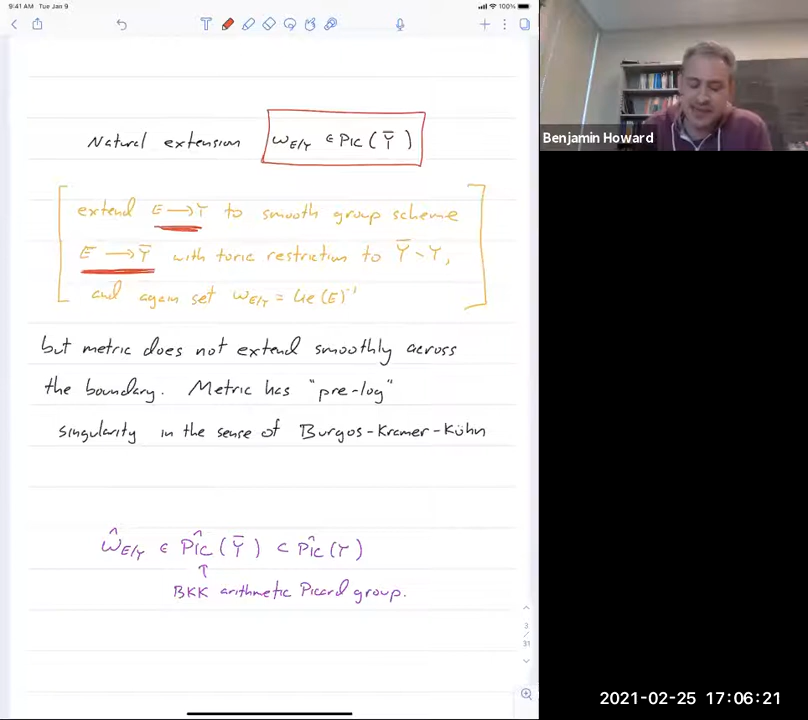 9:41 AM Tue Jan 9
100%
Natural extension ω_{E/Y} ∈ Pic(Ȳ)
extend E → Y to smooth group scheme
E → Ȳ with toric restriction to Ȳ \ Y,
and again set ω_{E/Y} = Lie(E)^{-1}
but metric does not extend smoothly across
the boundary. Metric has "pre-log"
singularity in the sense of Burgos-Kramer-Kühn
ω̂_{E/Y} ∈ P̂ic(Ȳ) ⊂ P̂ic(Y)
↑
BKK arithmetic Picard group.
3
/
31
Benjamin Howard
2021-02-25 17:06:21